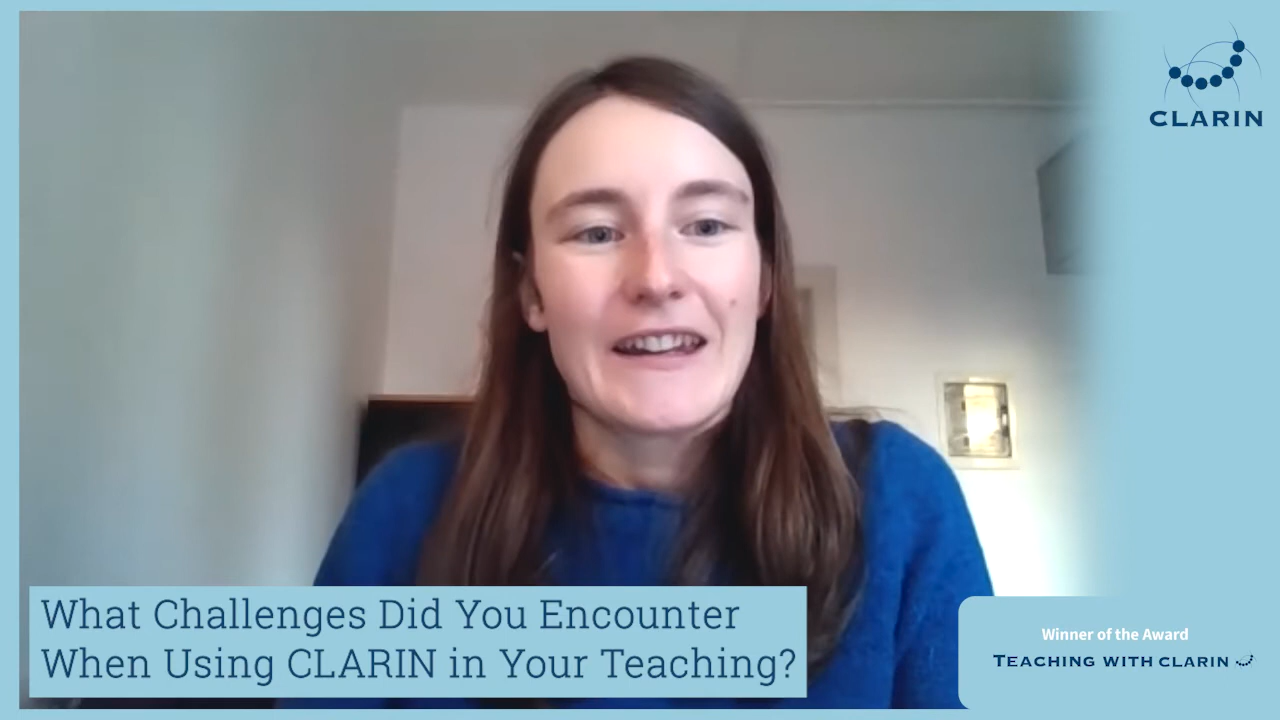 CLARIN
What Challenges Did You Encounter
When Using CLARIN in Your Teaching?
Winner of the Award
TEACHING WITH CLARIN